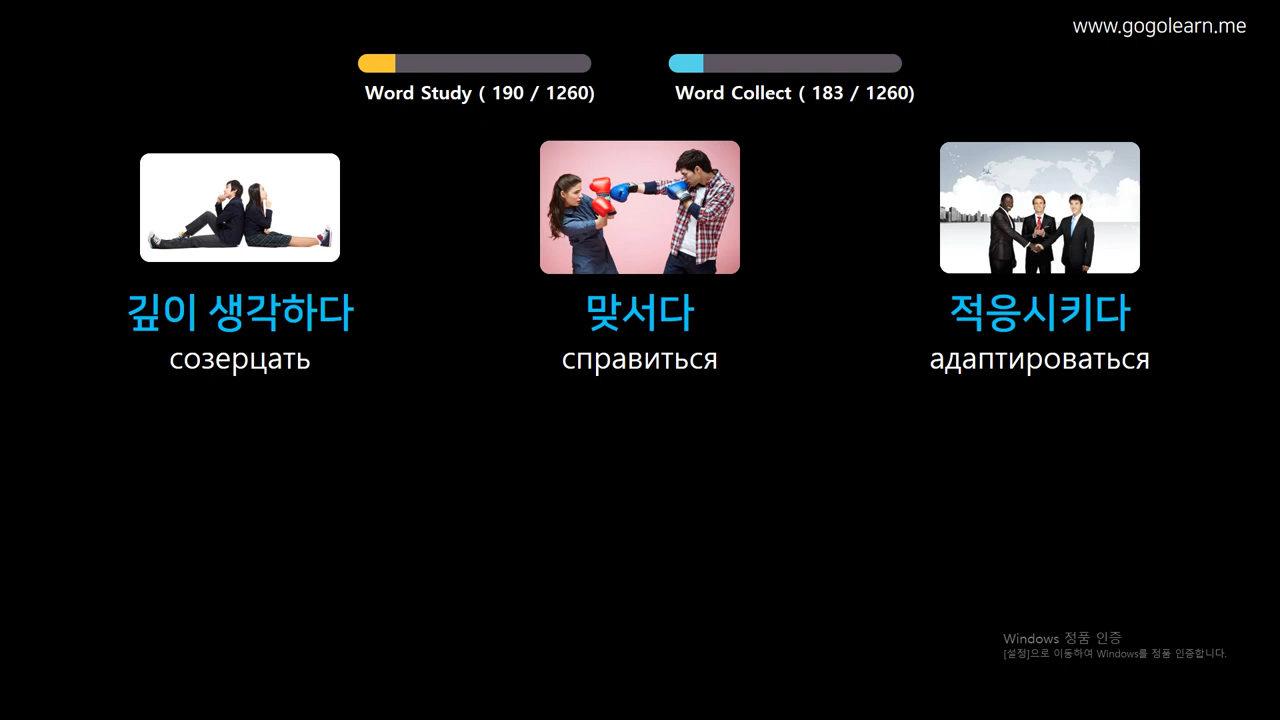 www.gogolearn.me
Word Study ( 190 / 1260)
Word Collect ( 183 / 1260)
깊이 생각하다
созерцать
맞서다
справиться
적응시키다
адаптироваться
Windows 정품 인증
[설정]으로 이동하여 Windows를 정품 인증합니다.